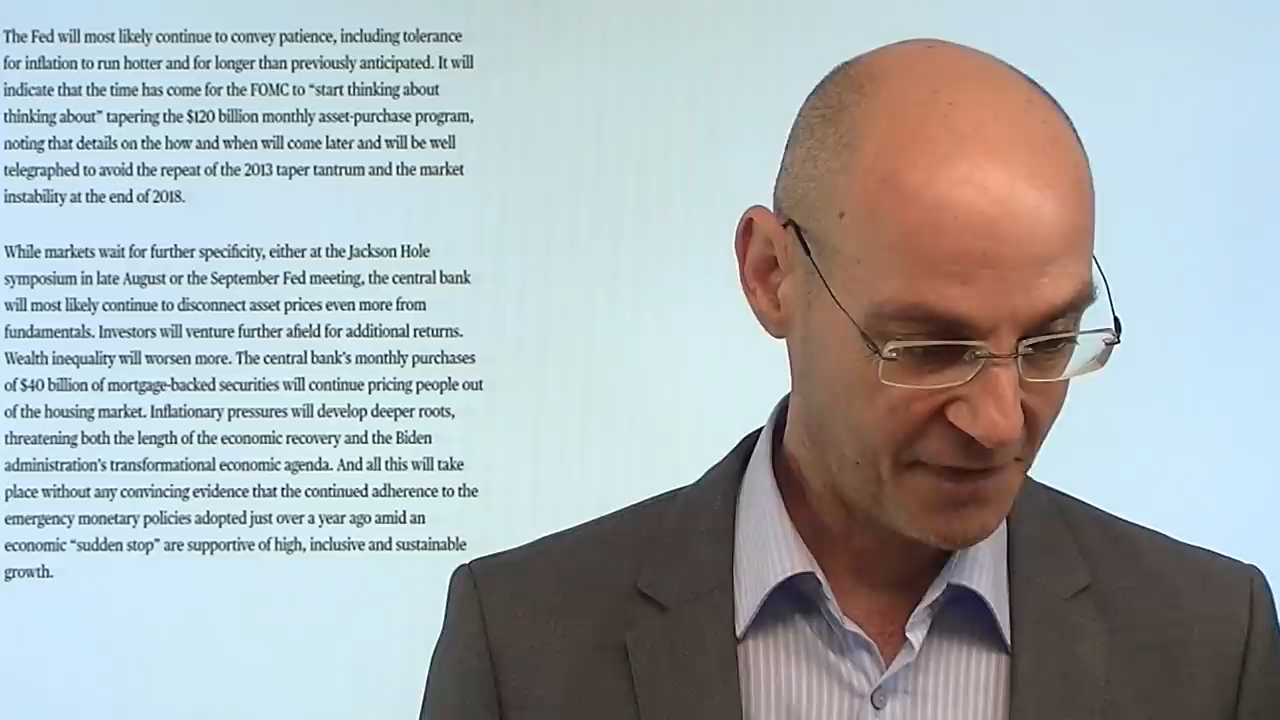 The Fed will most likely continue to convey patience, including tolerance
for inflation to run hotter and for longer than previously anticipated. It will
indicate that the time has come for the FOMC to “start thinking about
thinking about” tapering the $120 billion monthly asset-purchase program,
noting that details on the how and when will come later and will be well
telegraphed to avoid the repeat of the 2013 taper tantrum and the market
instability at the end of 2018.
While markets wait for further specificity, either at the Jackson Hole
symposium in late August or the September Fed meeting, the central bank
will most likely continue to disconnect asset prices even more from
fundamentals. Investors will venture further afield for additional returns.
Wealth inequality will worsen more. The central bank’s monthly purchases
of $40 billion of mortgage-backed securities will continue pricing people out
of the housing market. Inflationary pressures will develop deeper roots,
threatening both the length of the economic recovery and the Biden
administration’s transformational economic agenda. And all this will take
place without any convincing evidence that the continued adherence to the
emergency monetary policies adopted just over a year ago amid an
economic “sudden stop” are supportive of high, inclusive and sustainable
growth.